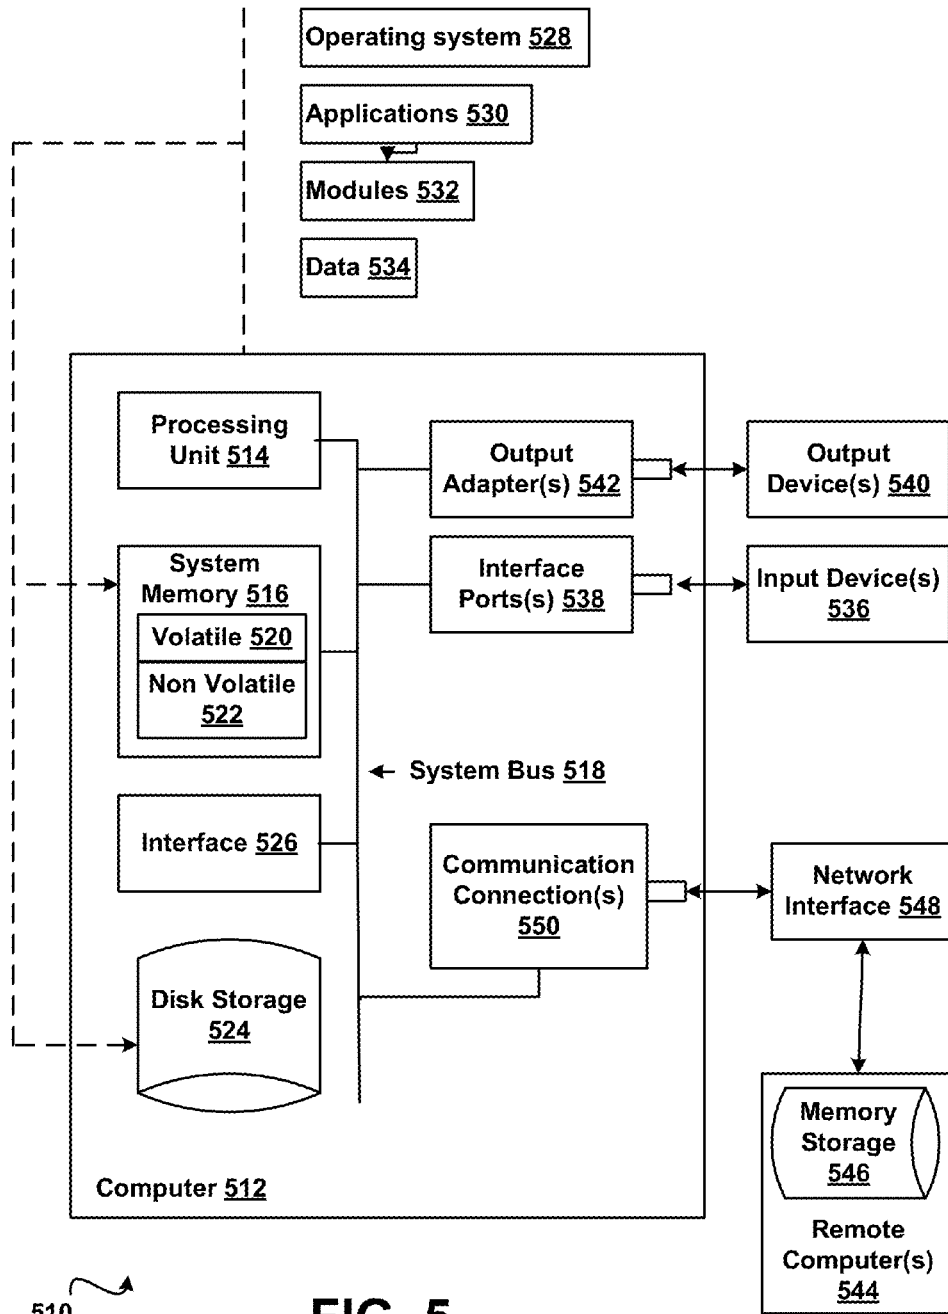 Operating system 528
Applications 530
Modules 532
Data 534
Processing
Unit 514
Output
Adapter(s) 542
Output
Device(s) 540
System
Memory 516
Volatile 520
Non Volatile
522
Interface
Ports(s) 538
Input Device(s)
536
System Bus 518
Interface 526
Communication
Connection(s)
550
Network
Interface 548
Disk Storage
524
Memory
Storage
546
Remote
Computer(s)
544
Computer 512
510
FIG. 5